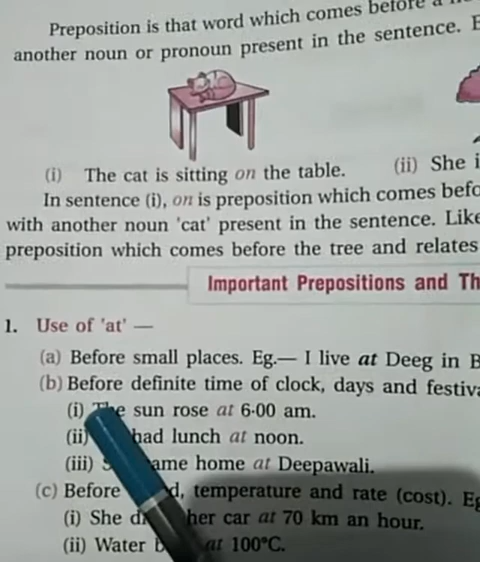 Preposition is that word which comes before a
another noun or pronoun present in the sentence.
(i) The cat is sitting on the table. (ii) She
In sentence (i), on is preposition which comes
with another noun 'cat' present in the sentence. Like
preposition which comes before the tree and relates
Important Prepositions and
1. Use of 'at' —
(a) Before small places. Eg.— I live at Deeg in
(b) Before definite time of clock, days and
(i) The sun rose at 6·00 am.
(ii) had lunch at noon.
(iii) home at Deepawali.
(c) Before temperature and rate (cost).
(i) She her car at 70 km an hour.
(ii) Water at 100°C.